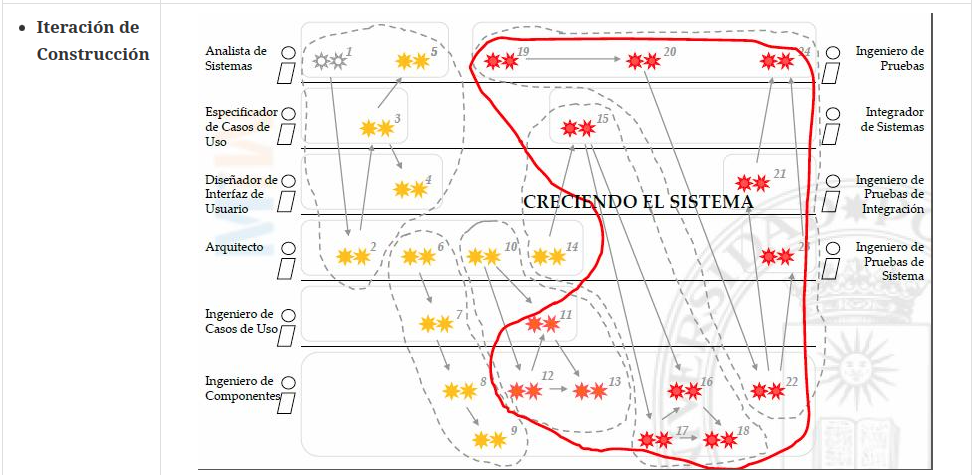 Iteración de
Construcción
Analista de
Sistemas
1
5
19
20
24
Ingeniero de
Pruebas
Especificador
de Casos de
Uso
3
15
Integrador
de Sistemas
Diseñador de
Interfaz de
Usuario
4
21
Ingeniero de
Pruebas de
Integración
CRECIENDO EL SISTEMA
Arquitecto
2
6
10
14
23
Ingeniero de
Pruebas de
Sistema
Ingeniero de
Casos de Uso
7
11
Ingeniero de
Componentes
8
12
13
16
22
9
17
18